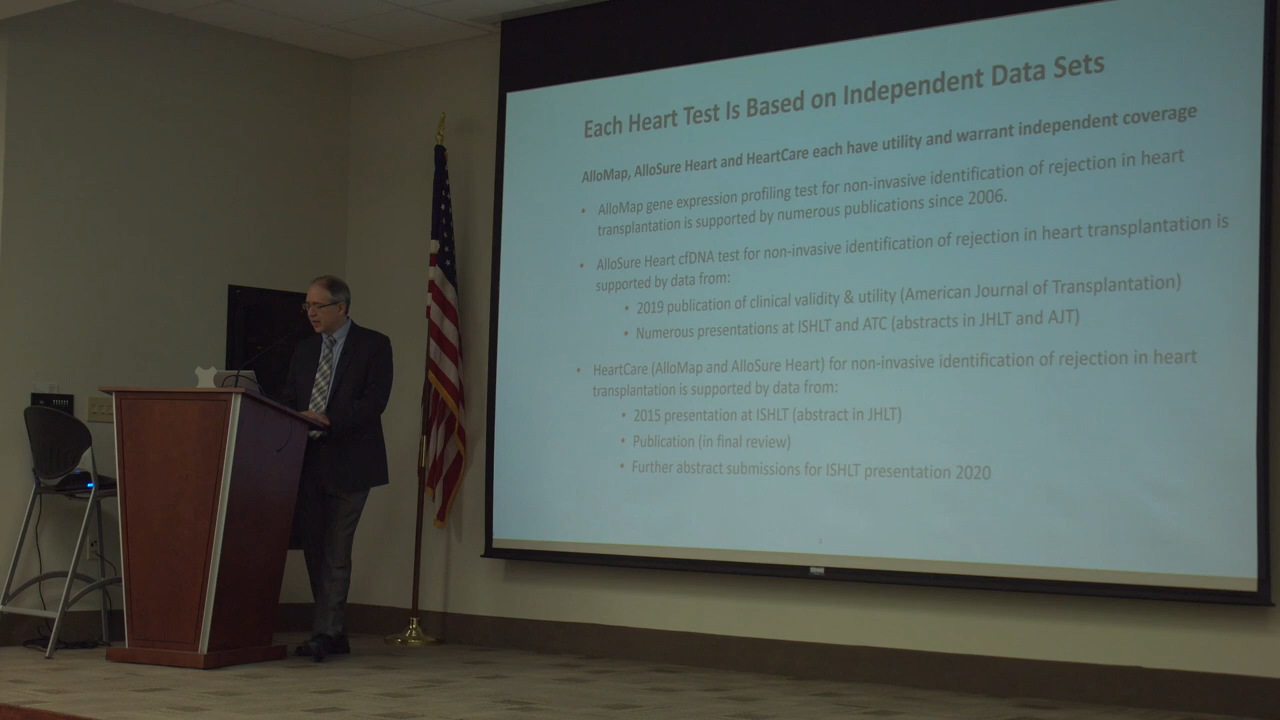 Each Heart Test Is Based on Independent Data Sets
AlloMap, AlloSure Heart and HeartCare each have utility and warrant independent coverage
• AlloMap gene expression profiling test for non-invasive identification of rejection in heart
transplantation is supported by numerous publications since 2006.
• AlloSure Heart cfDNA test for non-invasive identification of rejection in heart transplantation is
supported by data from:
• 2019 publication of clinical validity & utility (American Journal of Transplantation)
• Numerous presentations at ISHLT and ATC (abstracts in JHLT and AJT)
• HeartCare (AlloMap and AlloSure Heart) for non-invasive identification of rejection in heart
transplantation is supported by data from:
• 2015 presentation at ISHLT (abstract in JHLT)
• Publication (in final review)
• Further abstract submissions for ISHLT presentation 2020